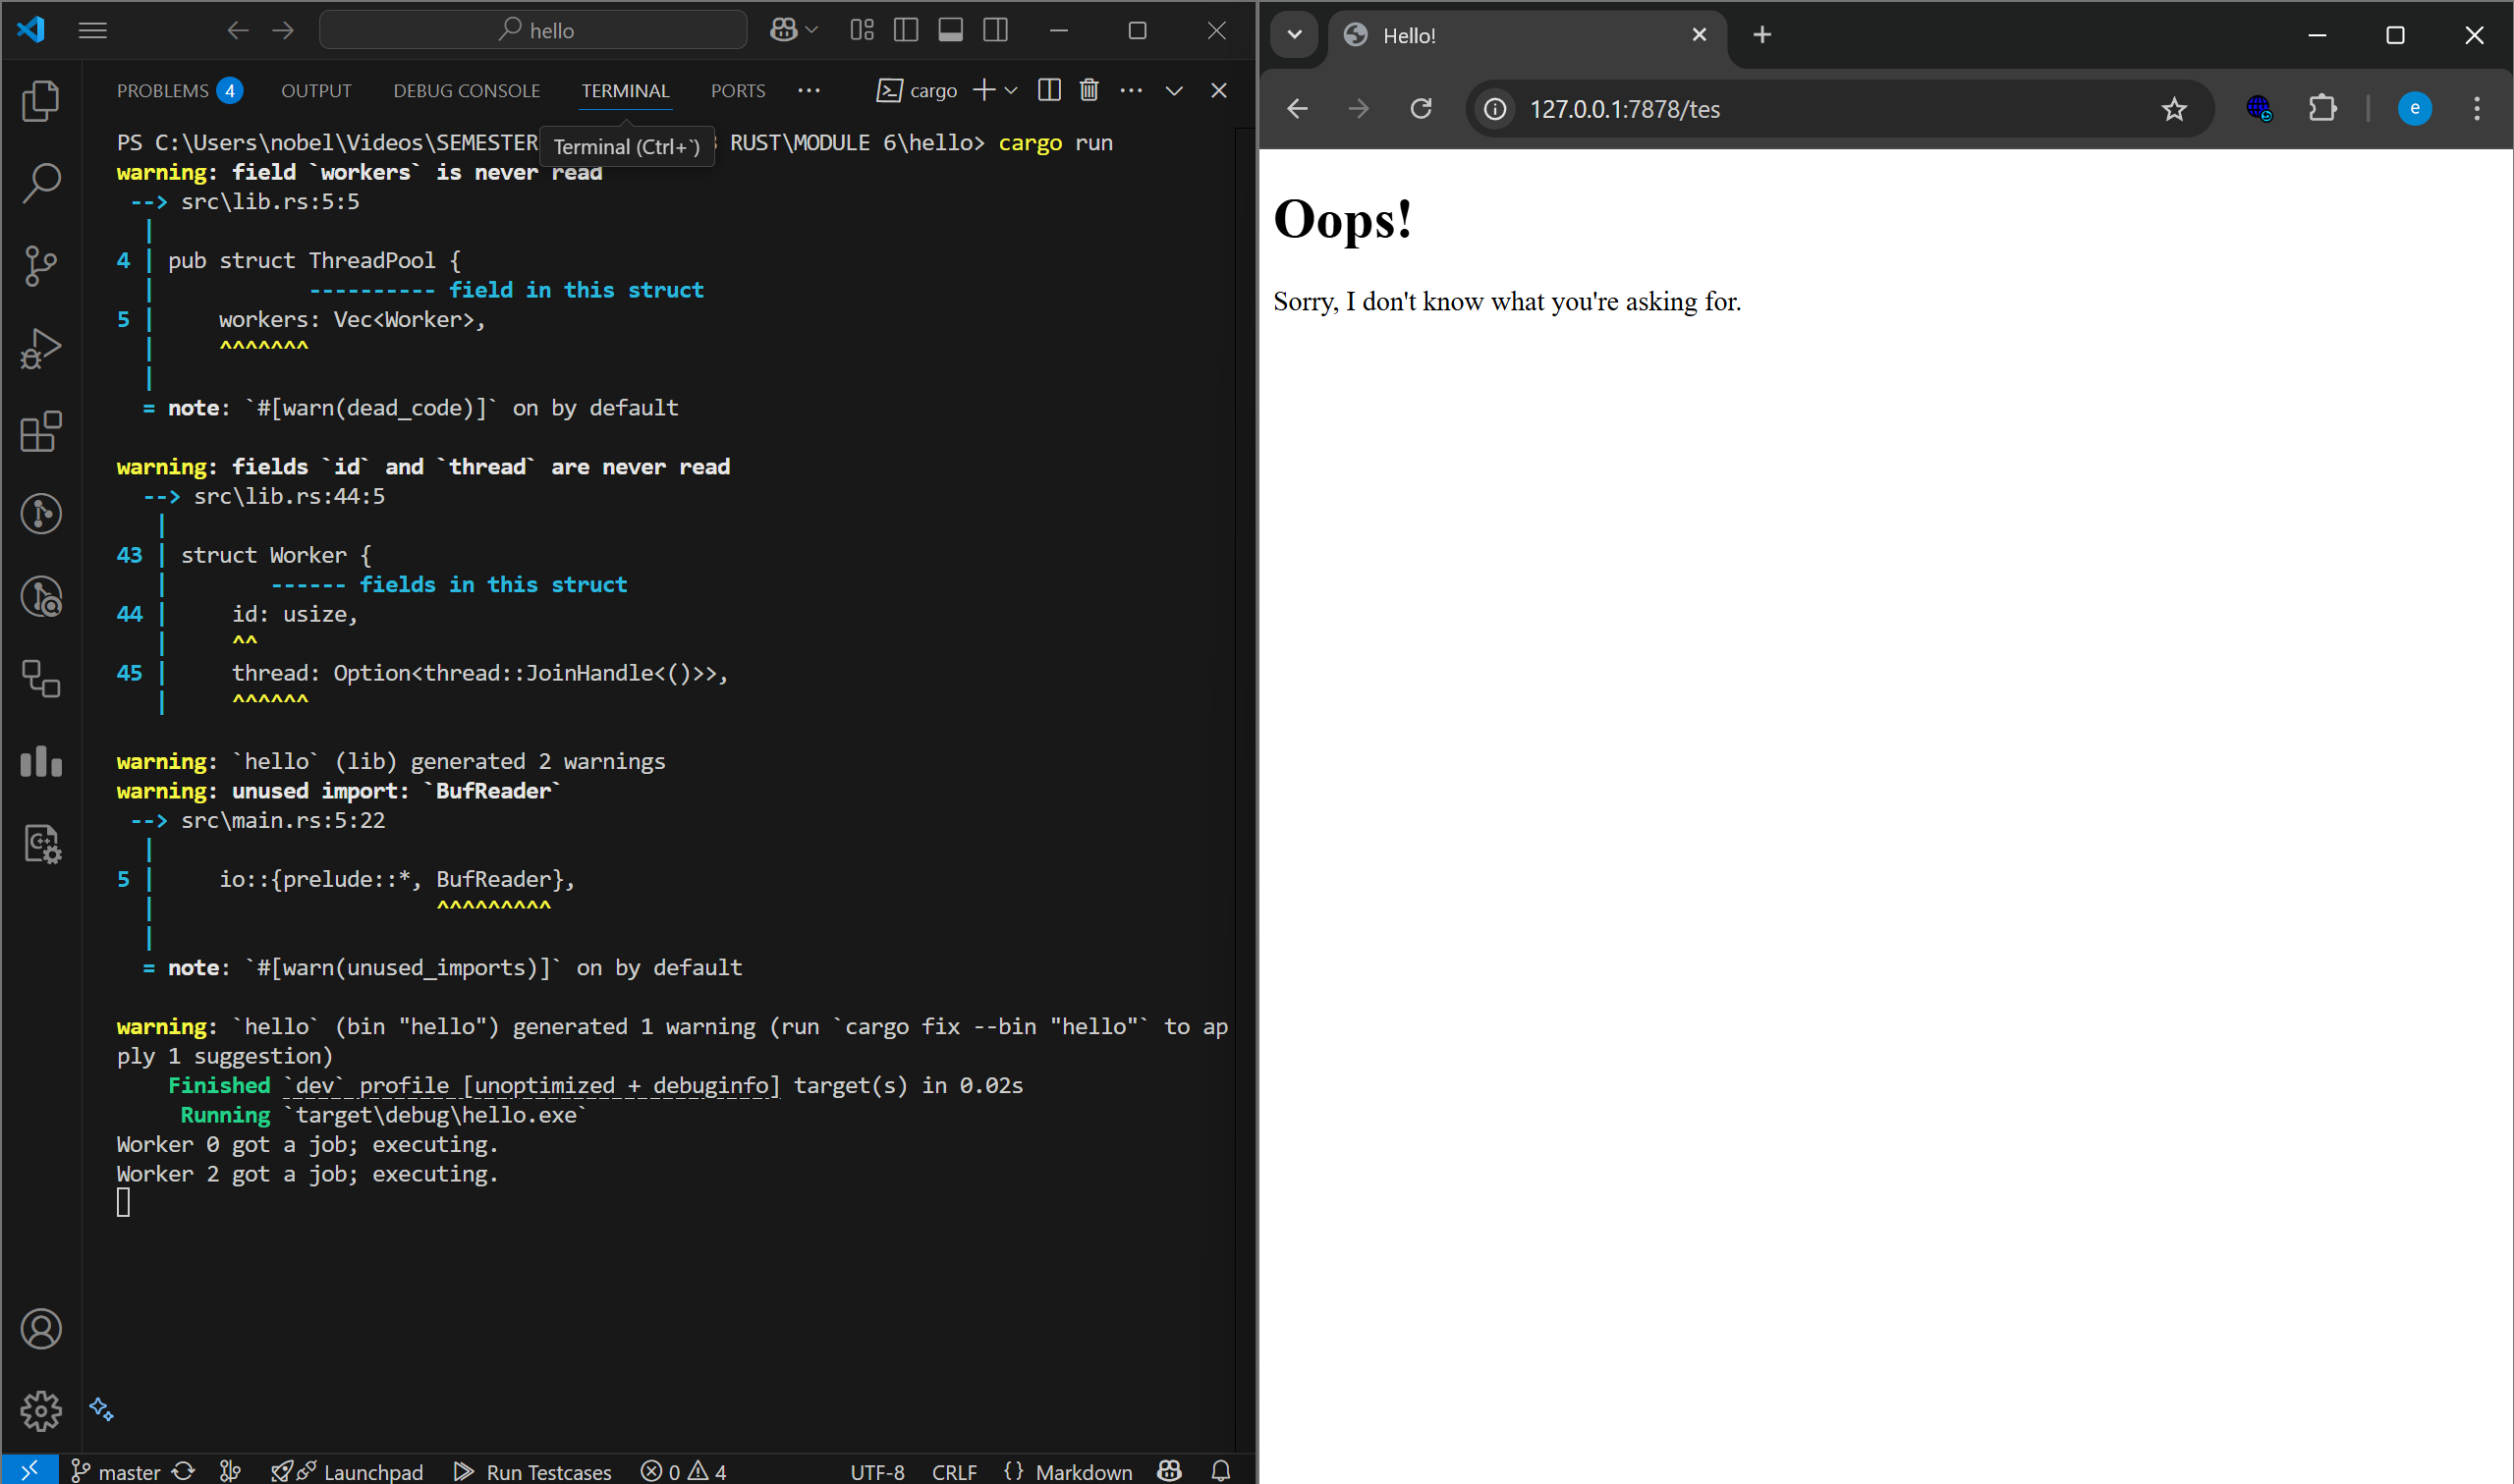 hello
PROBLEMS 4 OUTPUT DEBUG CONSOLE TERMINAL PORTS ··· cargo
PS C:\Users\nobel\Videos\SEMESTER RUST\MODULE 6\hello> cargo run
Terminal (Ctrl+`)
warning: field `workers` is never read
 --> src\lib.rs:5:5
  |
4 | pub struct ThreadPool {
  |            ---------- field in this struct
5 |     workers: Vec<Worker>,
  |     ^^^^^^^
  |
  = note: `#[warn(dead_code)]` on by default
warning: fields `id` and `thread` are never read
  --> src\lib.rs:44:5
   |
43 | struct Worker {
   |        ------ fields in this struct
44 |     id: usize,
   |     ^^
45 |     thread: Option<thread::JoinHandle<()>>,
   |     ^^^^^^
warning: `hello` (lib) generated 2 warnings
warning: unused import: `BufReader`
 --> src\main.rs:5:22
  |
5 |     io::{prelude::*, BufReader},
  |                      ^^^^^^^^^
  |
  = note: `#[warn(unused_imports)]` on by default
warning: `hello` (bin "hello") generated 1 warning (run `cargo fix --bin "hello"` to ap
ply 1 suggestion)
    Finished `dev` profile [unoptimized + debuginfo] target(s) in 0.02s
     Running `target\debug\hello.exe`
Worker 0 got a job; executing.
Worker 2 got a job; executing.
master Launchpad Run Testcases 0 4 UTF-8 CRLF {} Markdown
Hello!
127.0.0.1:7878/tes
e
Oops!
Sorry, I don't know what you're asking for.